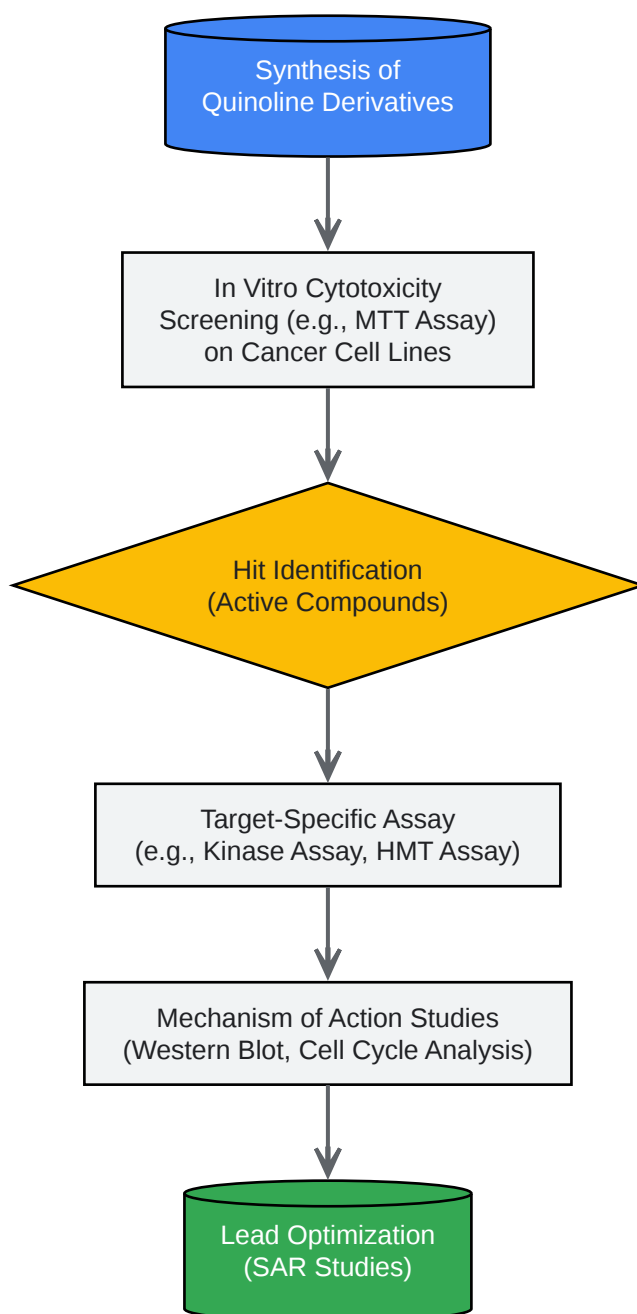 Synthesis of
Quinoline Derivatives
In Vitro Cytotoxicity
Screening (e.g., MTT Assay)
on Cancer Cell Lines
Hit Identification
(Active Compounds)
Target-Specific Assay
(e.g., Kinase Assay, HMT Assay)
Mechanism of Action Studies
(Western Blot, Cell Cycle Analysis)
Lead Optimization
(SAR Studies)